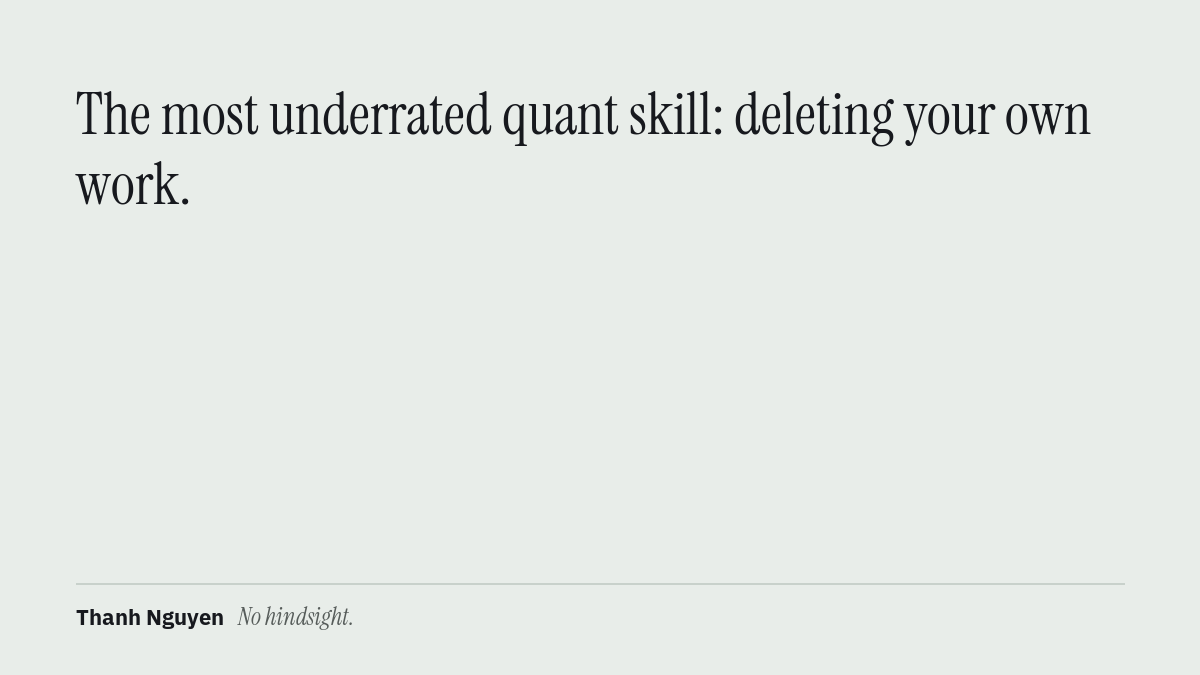 The most underrated quant skill: deleting your own
work.
Thanh Nguyen No hindsight.